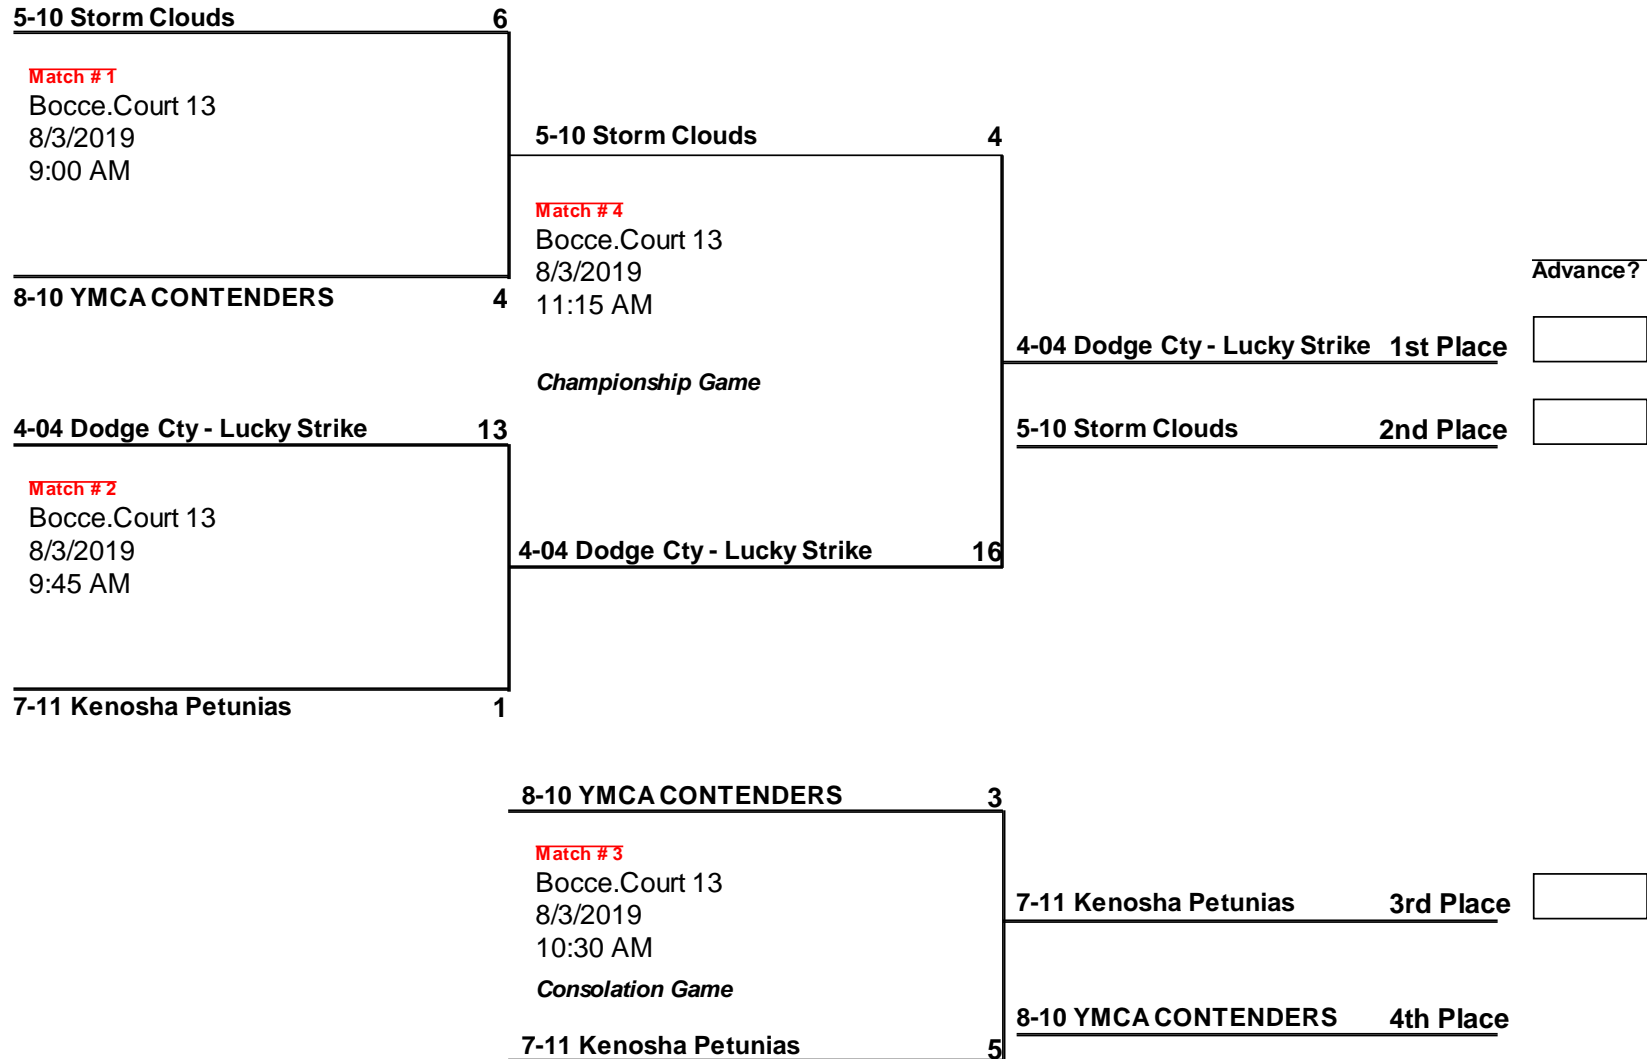 5-10 Storm Clouds 6
Match # 1
Bocce.Court 13
8/3/2019
9:00 AM
8-10 YMCA CONTENDERS 4
4-04 Dodge Cty - Lucky Strike 13
Match # 2
Bocce.Court 13
8/3/2019
9:45 AM
7-11 Kenosha Petunias 1
5-10 Storm Clouds 4
Match # 4
Bocce.Court 13
8/3/2019
11:15 AM
Championship Game
4-04 Dodge Cty - Lucky Strike 16
Advance?
4-04 Dodge Cty - Lucky Strike 1st Place
5-10 Storm Clouds 2nd Place
8-10 YMCA CONTENDERS 3
Match # 3
Bocce.Court 13
8/3/2019
10:30 AM
Consolation Game
7-11 Kenosha Petunias 5
7-11 Kenosha Petunias 3rd Place
8-10 YMCA CONTENDERS 4th Place